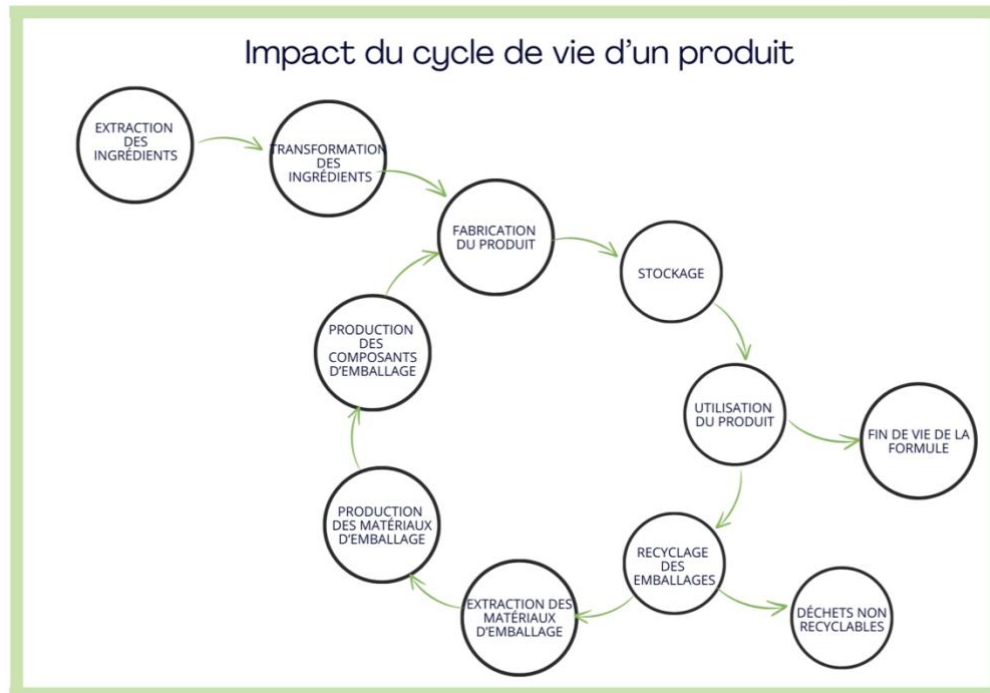 Impact du cycle de vie d'un produit
EXTRACTION
DES
INGRÉDIENTS
TRANSFORMATION
DES
INGRÉDIENTS
FABRICATION
DU PRODUIT
STOCKAGE
UTILISATION
DU PRODUIT
FIN DE VIE DE LA
FORMULE
RECYCLAGE
DES
EMBALLAGES
DÉCHETS NON
RECYCLABLES
EXTRACTION DES
MATÉRIAUX
D'EMBALLAGE
PRODUCTION
DES MATÉRIAUX
D'EMBALLAGE
PRODUCTION
DES
COMPOSANTS
D'EMBALLAGE